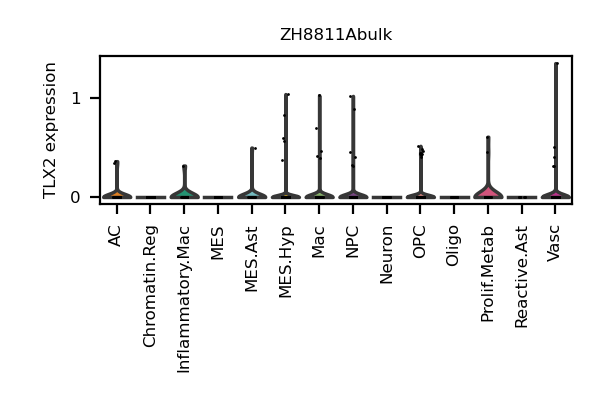 ZH8811Abulk
TLX2 expression
1
0
AC
Chromatin.Reg
Inflammatory.Mac
MES
MES.Ast
MES.Hyp
Mac
NPC
Neuron
OPC
Oligo
Prolif.Metab
Reactive.Ast
Vasc